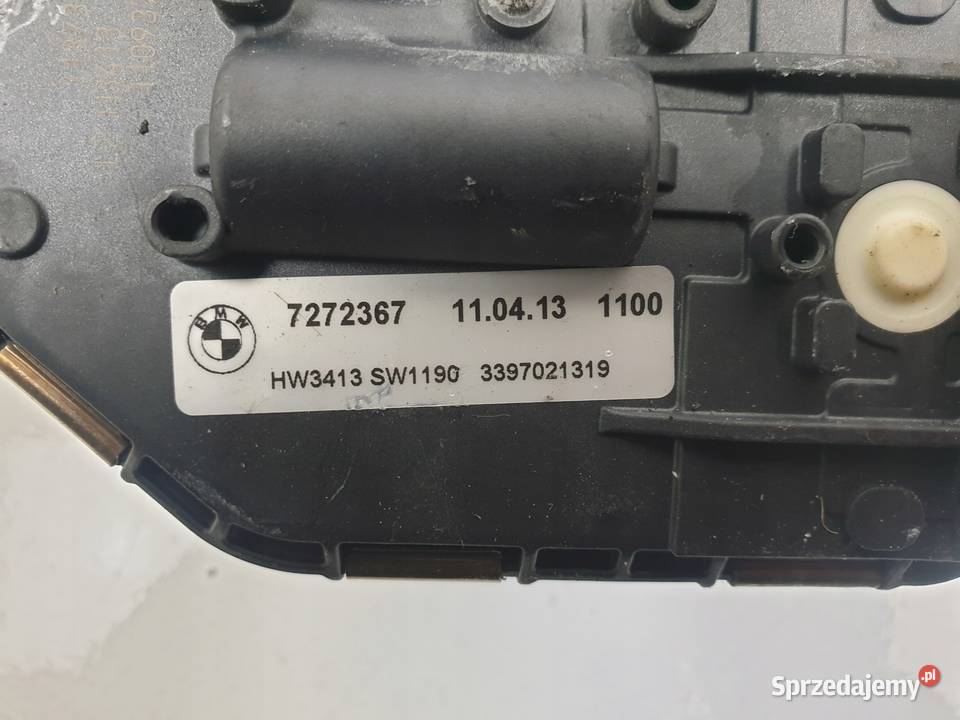 BMW
7272367 11.04.13 1100
HW3413 SW1190 3397021319
Sprzedajemy.pl